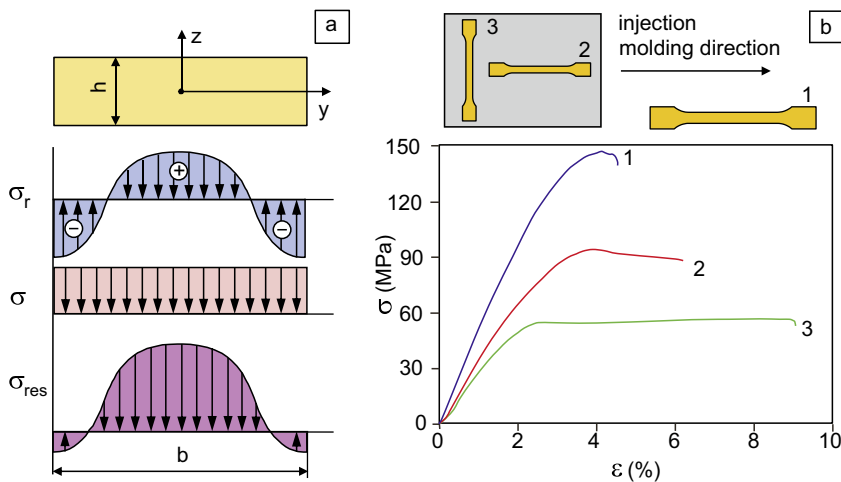 a
z
h
y
σr
+
−
−
σ
σres
b
b
injection
molding direction
3
2
1
150
120
90
60
30
0
σ (MPa)
1
2
3
0
2
4
6
8
10
ε (%)